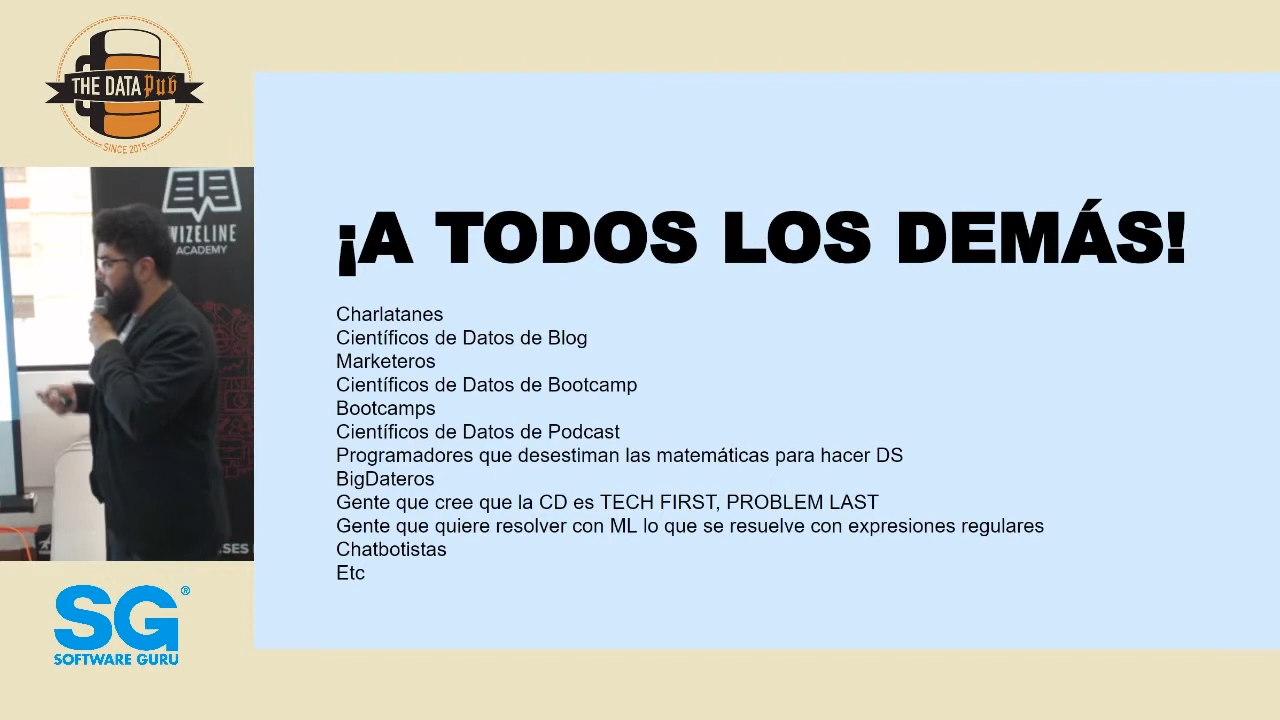 THE DATA Pub
SINCE 2015
WIZELINE
ACADEMY
SG®
SOFTWARE GURU
¡A TODOS LOS DEMÁS!
Charlatanes
Científicos de Datos de Blog
Marketeros
Científicos de Datos de Bootcamp
Bootcamps
Científicos de Datos de Podcast
Programadores que desestiman las matemáticas para hacer DS
BigDateros
Gente que cree que la CD es TECH FIRST, PROBLEM LAST
Gente que quiere resolver con ML lo que se resuelve con expresiones regulares
Chatbotistas
Etc